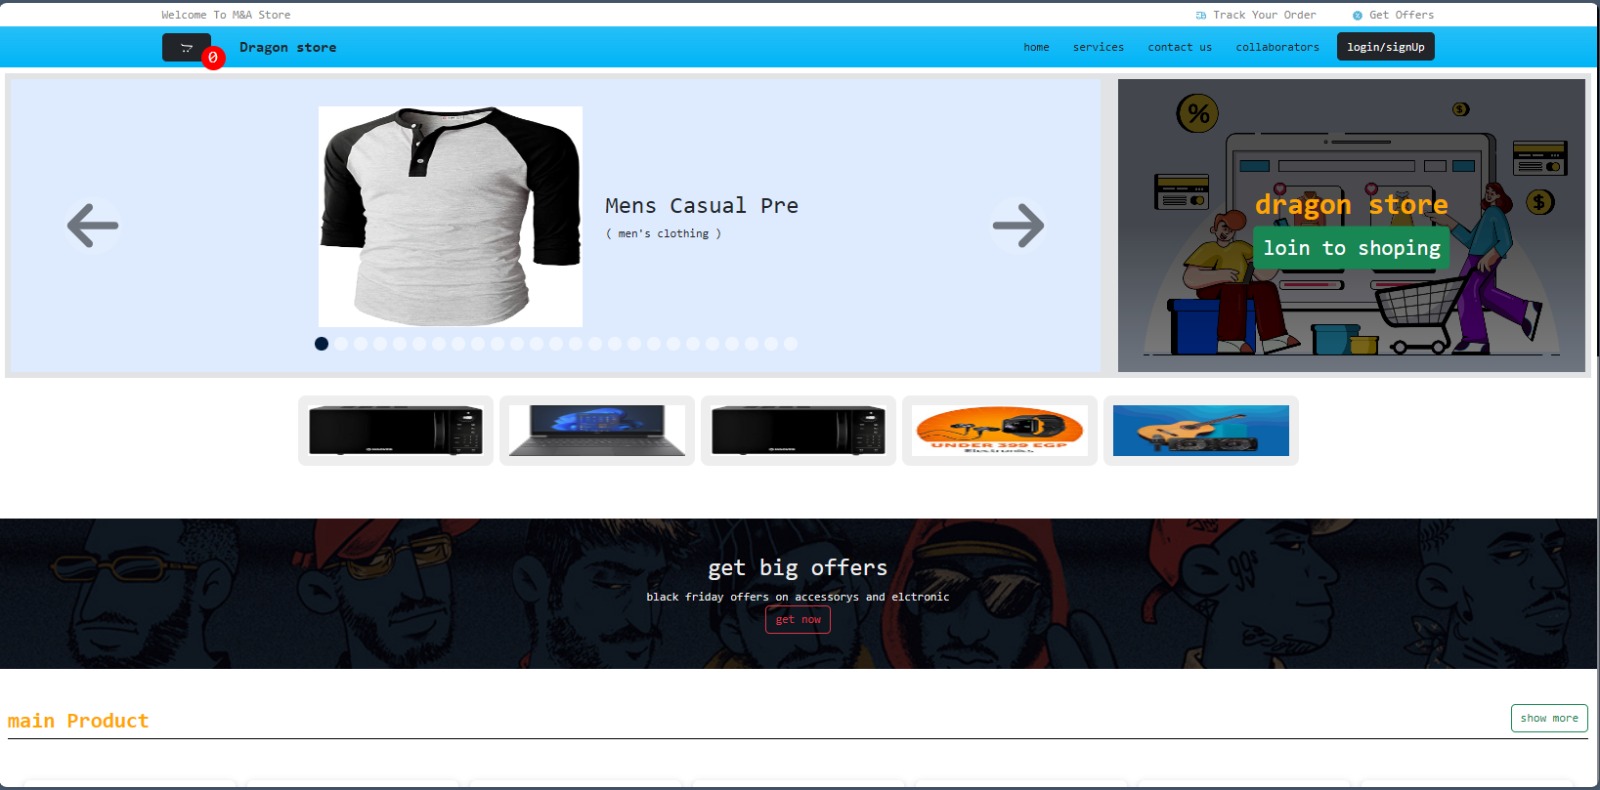 Welcome To M&A Store
Track Your Order
Get Offers
0
Dragon store
home
services
contact us
collaborators
login/signUp
Mens Casual Pre
( men's clothing )
%
$
$
dragon store
loin to shoping
UNDER 399 EGP
Electronics
get big offers
black friday offers on accessorys and elctronic
get now
99$
main Product
show more